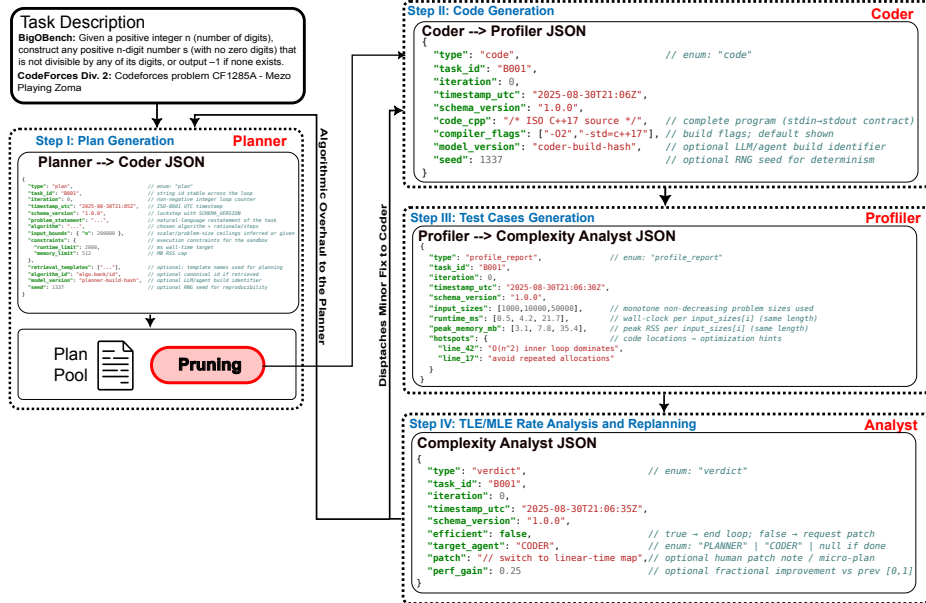 Task Description
BigOBench: Given a positive integer n (number of digits),
construct any positive n-digit number s (with no zero digits) that
is not divisible by any of its digits, or output –1 if none exists.
CodeForces Div. 2: Codeforces problem CF1285A - Mezo
Playing Zoma
Step I: Plan Generation
Planner
Planner --> Coder JSON
{
"type": "plan", // enum: "plan"
"task_id": "B001", // string id stable across the loop
"iteration": 0, // non-negative integer loop counter
"timestamp_utc": "2025-08-30T21:05Z", // ISO-8601 UTC timestamp
"schema_version": "1.0.0", // lockstep with SCHEMA_VERSION
"problem_statement": "...", // natural-language restatement of the task
"algorithm": "...", // chosen algorithm + rationale/steps
"input_bounds": { "n": 200000 }, // scalar/problem-size ceilings inferred or given
"constraints": { // execution constraints for the sandbox
"runtime_limit": 2000, // ms wall-time target
"memory_limit": 512 // MB RSS cap
},
"retrieval_templates": ["..."], // optional: template names used for planning
"algorithm_id": "algo.bank/id", // optional canonical id if retrieved
"model_version": "planner-build-hash", // optional LLM/agent build identifier
"seed": 1337 // optional RNG seed for reproducibility
}
Plan
Pool
Pruning
Algorithmic Overhaul to the Planner
Disptaches Minor Fix to Coder
Step II: Code Generation
Coder
Coder --> Profiler JSON
{
"type": "code", // enum: "code"
"task_id": "B001",
"iteration": 0,
"timestamp_utc": "2025-08-30T21:06Z",
"schema_version": "1.0.0",
"code_cpp": "/* ISO C++17 source */", // complete program (stdin→stdout contract)
"compiler_flags": ["-O2","-std=c++17"], // build flags; default shown
"model_version": "coder-build-hash", // optional LLM/agent build identifier
"seed": 1337 // optional RNG seed for determinism
}
Step III: Test Cases Generation
Profliler
Profiler --> Complexity Analyst JSON
{
"type": "profile_report", // enum: "profile_report"
"task_id": "B001",
"iteration": 0,
"timestamp_utc": "2025-08-30T21:06:30Z",
"schema_version": "1.0.0",
"input_sizes": [1000,10000,50000], // monotone non-decreasing problem sizes used
"runtime_ms": [0.5, 4.2, 21.7], // wall-clock per input_sizes[i] (same length)
"peak_memory_mb": [3.1, 7.8, 35.4], // peak RSS per input_sizes[i] (same length)
"hotspots": { // code locations → optimization hints
"line_42": "O(n^2) inner loop dominates",
"line_17": "avoid repeated allocations"
}
}
Step IV: TLE/MLE Rate Analysis and Replanning
Analyst
Complexity Analyst JSON
{
"type": "verdict", // enum: "verdict"
"task_id": "B001",
"iteration": 0,
"timestamp_utc": "2025-08-30T21:06:35Z",
"schema_version": "1.0.0",
"efficient": false, // true → end loop; false → request patch
"target_agent": "CODER", // enum: "PLANNER" | "CODER" | null if done
"patch": "// switch to linear-time map",// optional human patch note / micro-plan
"perf_gain": 0.25 // optional fractional improvement vs prev [0,1]
}